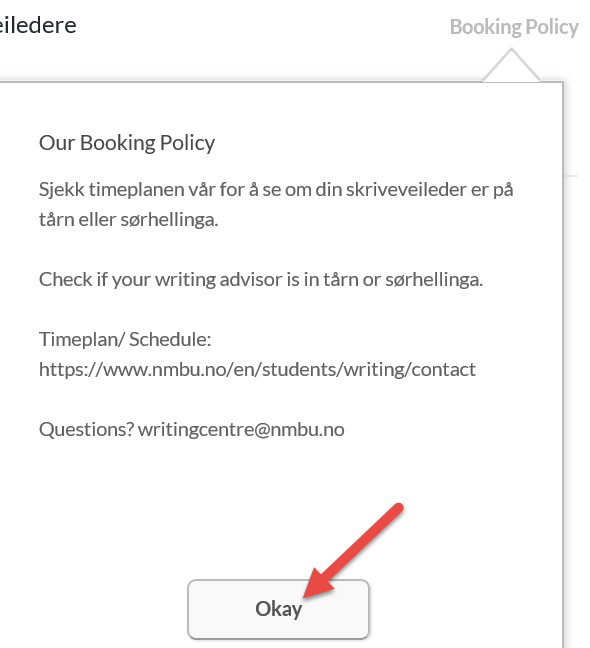 eiledere
Booking Policy
Our Booking Policy
Sjekk timeplanen vår for å se om din skriveveileder er på
tårn eller sørhellinga.
Check if your writing advisor is in tårn or sørhellinga.
Timeplan/ Schedule:
https://www.nmbu.no/en/students/writing/contact
Questions? writingcentre@nmbu.no
Okay